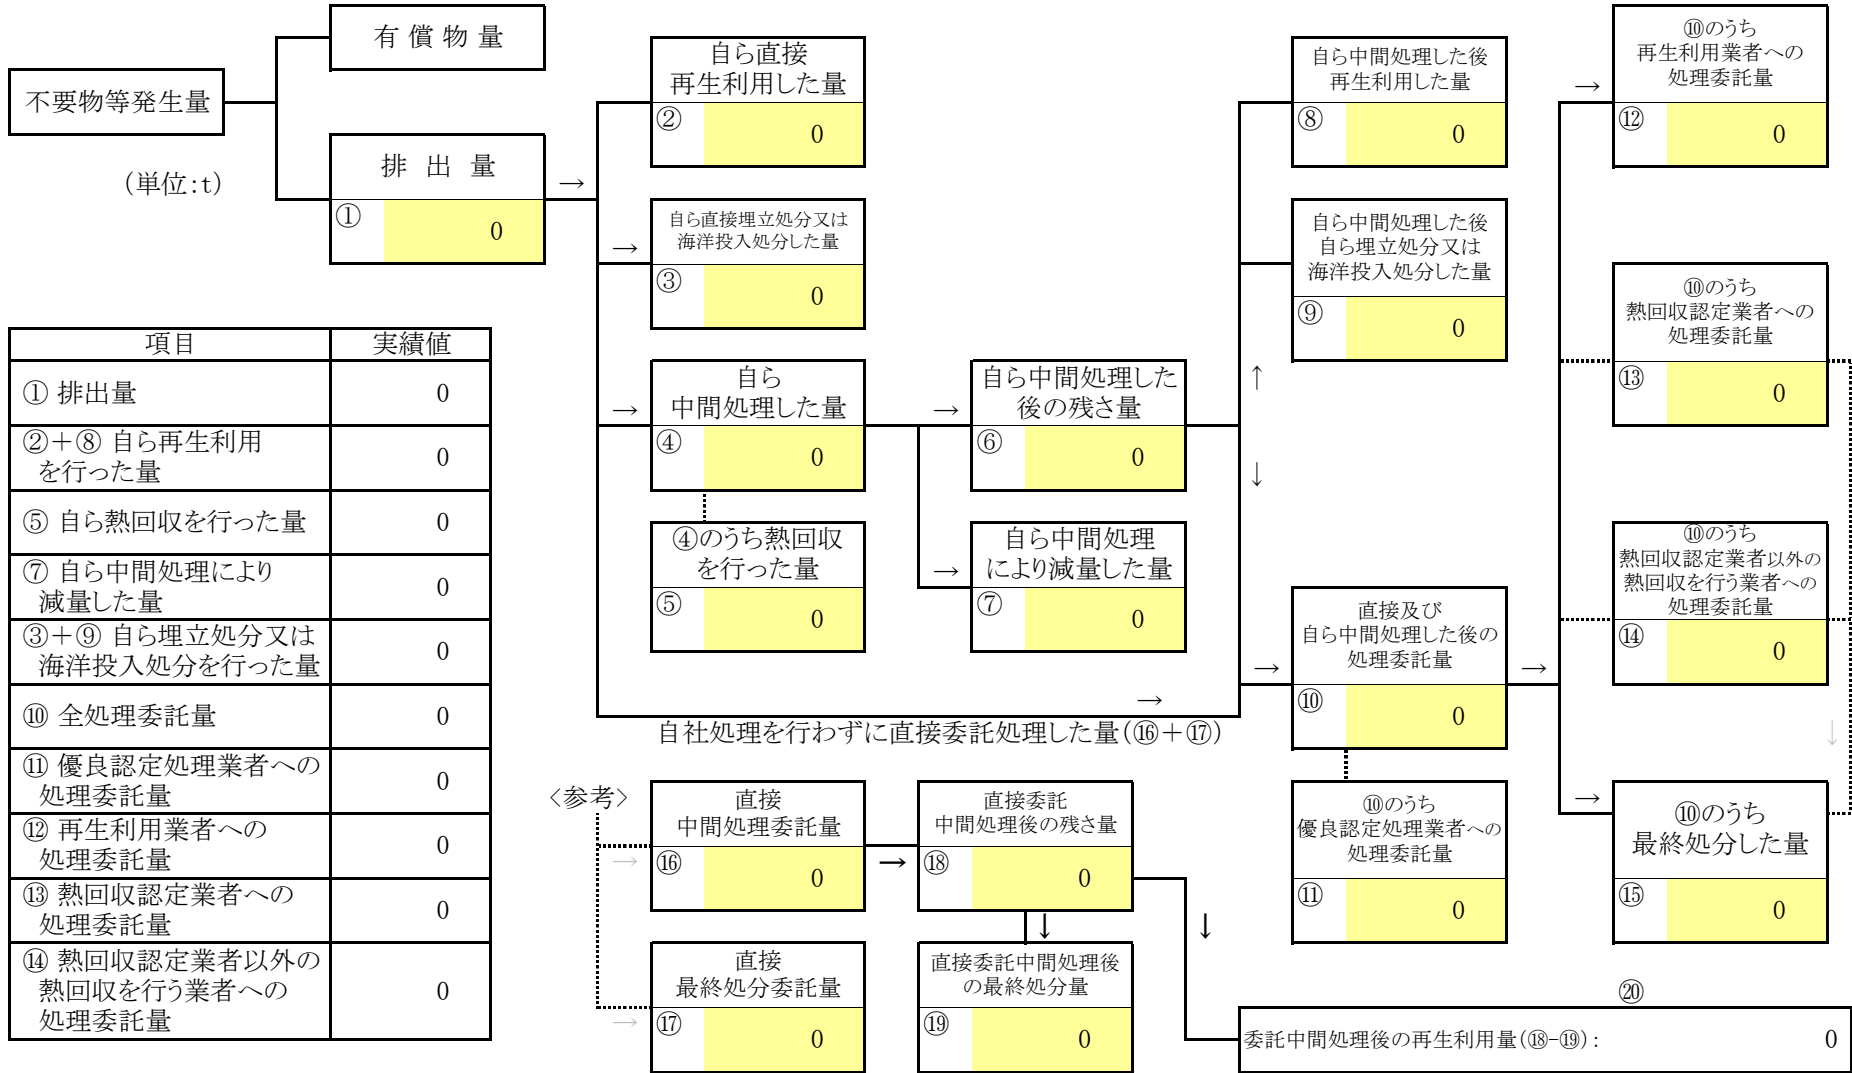 有 償 物 量
不要物等発生量
(単位:t)
排 出 量
①
0
→
自ら直接
再生利用した量
②
0
→
自ら直接埋立処分又は
海洋投入処分した量
③
0
→
自ら
中間処理した量
④
0
④のうち熱回収
を行った量
⑤
0
→
自ら中間処理した
後の残さ量
⑥
0
→
自ら中間処理
により減量した量
⑦
0
↑
↓
自ら中間処理した後
再生利用した量
⑧
0
自ら中間処理した後
自ら埋立処分又は
海洋投入処分した量
⑨
0
→
→
自社処理を行わずに直接委託処理した量(⑯+⑰)
直接及び
自ら中間処理した後の
処理委託量
⑩
0
⑩のうち
優良認定処理業者への
処理委託量
⑪
0
→
→
⑩のうち
再生利用業者への
処理委託量
⑫
0
⑩のうち
熱回収認定業者への
処理委託量
⑬
0
⑩のうち
熱回収認定業者以外の
熱回収を行う業者への
処理委託量
⑭
0
↓
→
⑩のうち
最終処分した量
⑮
0
項目 実績値
① 排出量 0
②+⑧ 自ら再生利用
を行った量
0
⑤ 自ら熱回収を行った量 0
⑦ 自ら中間処理により
減量した量
0
③+⑨ 自ら埋立処分又は
海洋投入処分を行った量
0
⑩ 全処理委託量 0
⑪ 優良認定処理業者への
処理委託量
0
⑫ 再生利用業者への
処理委託量
0
⑬ 熱回収認定業者への
処理委託量
0
⑭ 熱回収認定業者以外の
熱回収を行う業者への
処理委託量
0
<参考>
→
直接
中間処理委託量
⑯
0
→
直接
最終処分委託量
⑰
0
→
直接委託
中間処理後の残さ量
⑱
0
↓
直接委託中間処理後
の最終処分量
⑲
0
↓
⑳
委託中間処理後の再生利用量(⑱-⑲): 0